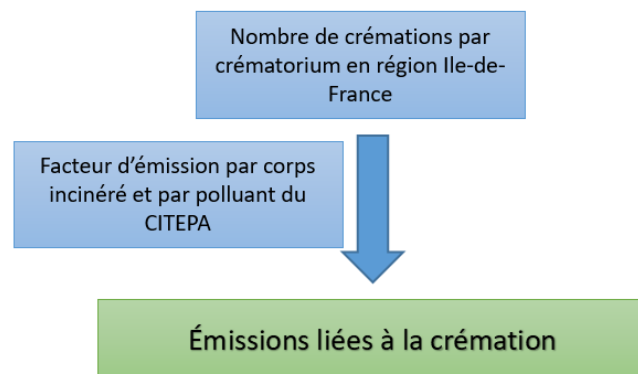 Nombre de crémations par
crématorium en région Ile-de-
France
Facteur d’émission par corps
incinéré et par polluant du
CITEPA
Émissions liées à la crémation